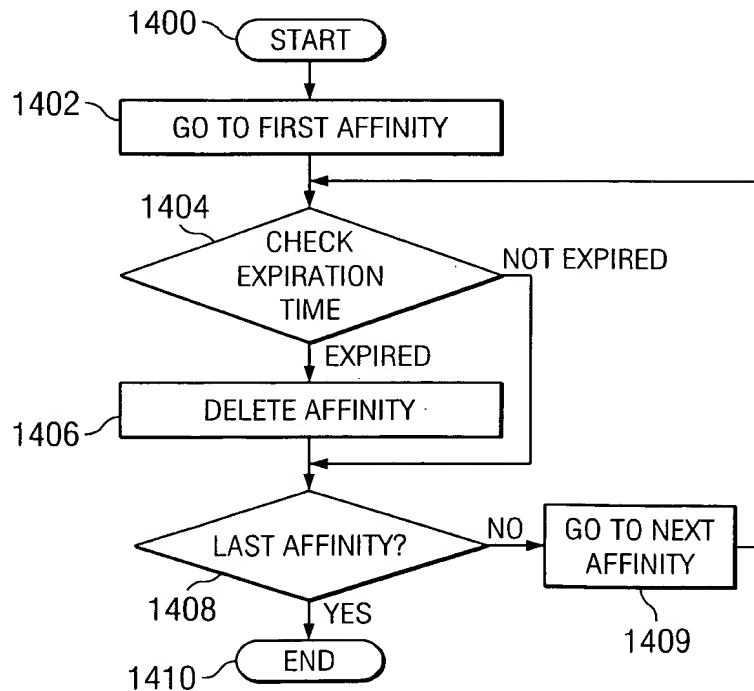 1400
START
1402
GO TO FIRST AFFINITY
1404
CHECK
EXPIRATION
TIME
NOT EXPIRED
EXPIRED
DELETE AFFINITY
1406
LAST AFFINITY?
NO
GO TO NEXT
AFFINITY
1408
YES
1409
END
1410